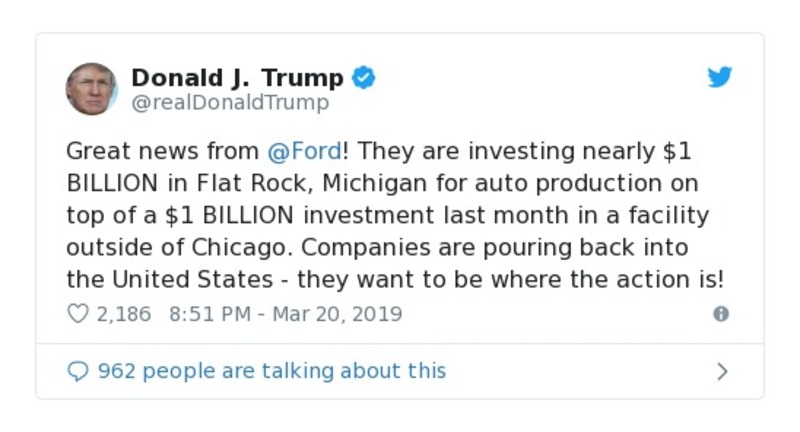 Donald J. Trump
@realDonaldTrump
Great news from @Ford! They are investing nearly $1
BILLION in Flat Rock, Michigan for auto production on
top of a $1 BILLION investment last month in a facility
outside of Chicago. Companies are pouring back into
the United States - they want to be where the action is!
2,186 8:51 PM - Mar 20, 2019
962 people are talking about this